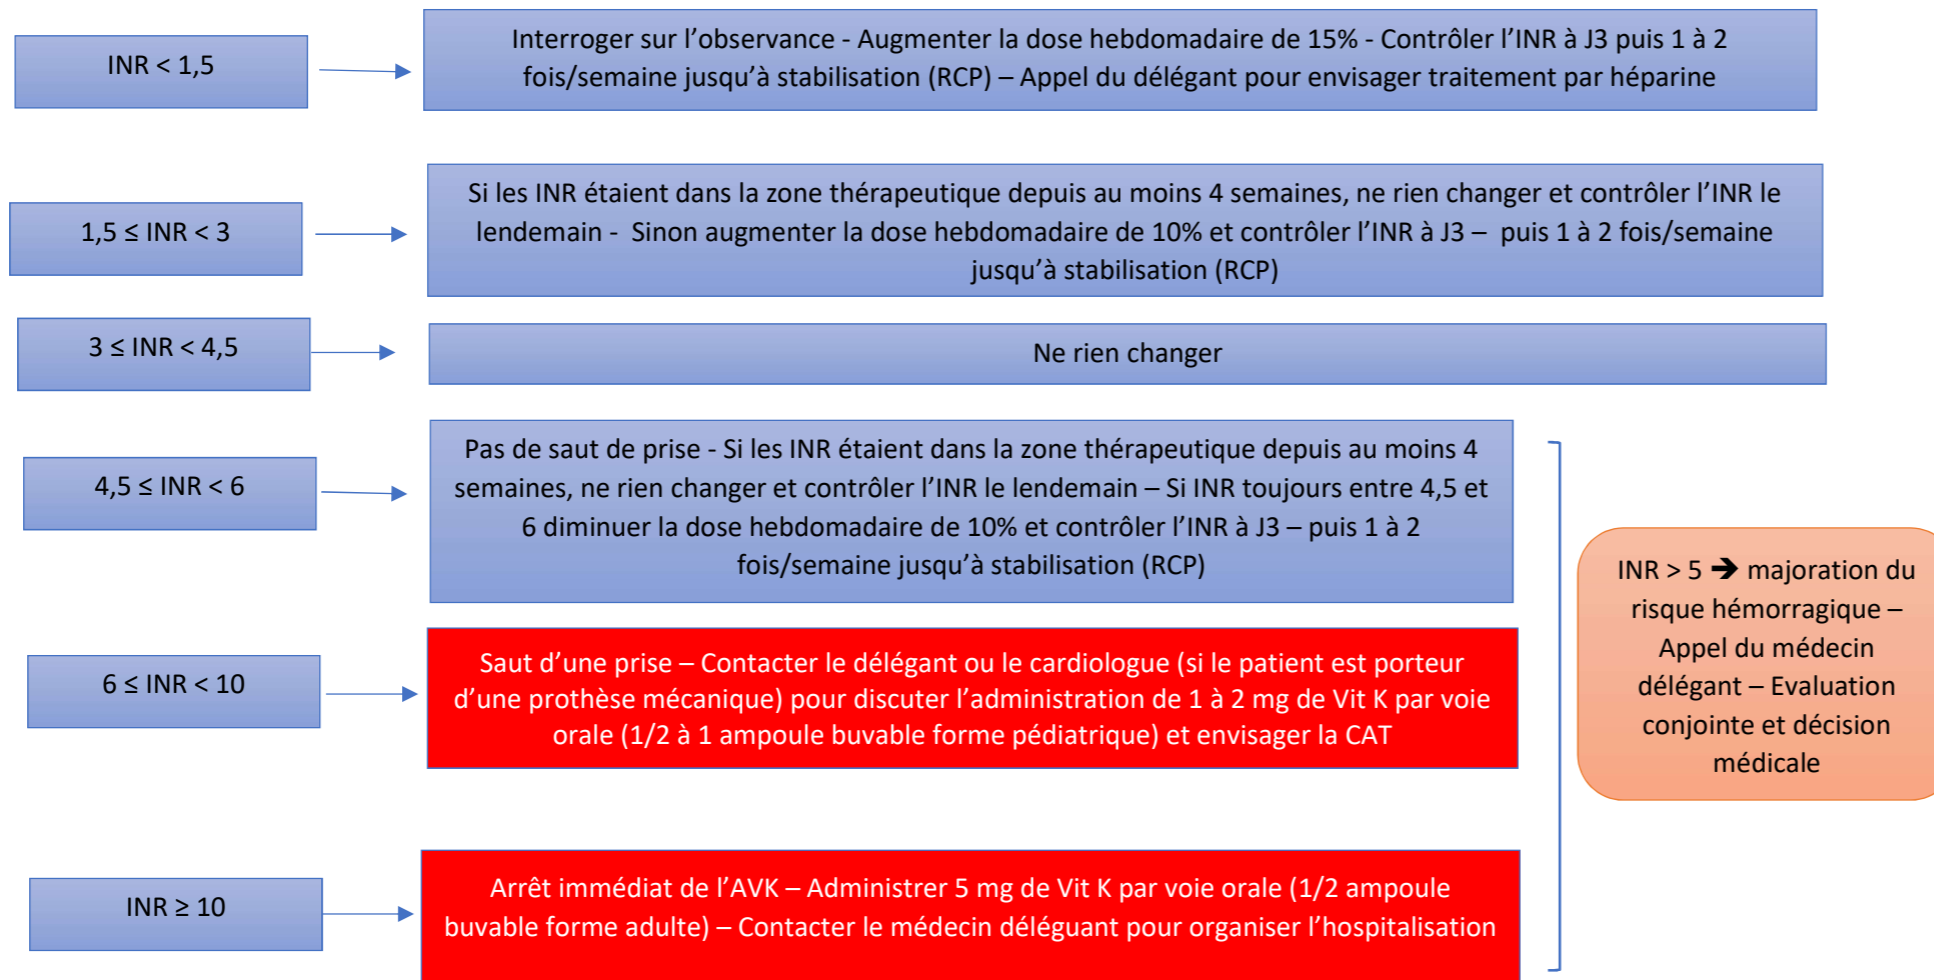 INR < 1,5
Interroger sur l’observance - Augmenter la dose hebdomadaire de 15% - Contrôler l’INR à J3 puis 1 à 2
fois/semaine jusqu’à stabilisation (RCP) – Appel du délégant pour envisager traitement par héparine
1,5 ≤ INR < 3
Si les INR étaient dans la zone thérapeutique depuis au moins 4 semaines, ne rien changer et contrôler l’INR le
lendemain - Sinon augmenter la dose hebdomadaire de 10% et contrôler l’INR à J3 – puis 1 à 2 fois/semaine
jusqu’à stabilisation (RCP)
3 ≤ INR < 4,5
Ne rien changer
4,5 ≤ INR < 6
Pas de saut de prise - Si les INR étaient dans la zone thérapeutique depuis au moins 4
semaines, ne rien changer et contrôler l’INR le lendemain – Si INR toujours entre 4,5 et
6 diminuer la dose hebdomadaire de 10% et contrôler l’INR à J3 – puis 1 à 2
fois/semaine jusqu’à stabilisation (RCP)
6 ≤ INR < 10
Saut d’une prise – Contacter le délégant ou le cardiologue (si le patient est porteur
d’une prothèse mécanique) pour discuter l’administration de 1 à 2 mg de Vit K par voie
orale (1/2 à 1 ampoule buvable forme pédiatrique) et envisager la CAT
INR ≥ 10
Arrêt immédiat de l’AVK – Administrer 5 mg de Vit K par voie orale (1/2 ampoule
buvable forme adulte) – Contacter le médecin déléguant pour organiser l’hospitalisation
INR > 5 ➔ majoration du
risque hémorragique –
Appel du médecin
délégant – Evaluation
conjointe et décision
médicale